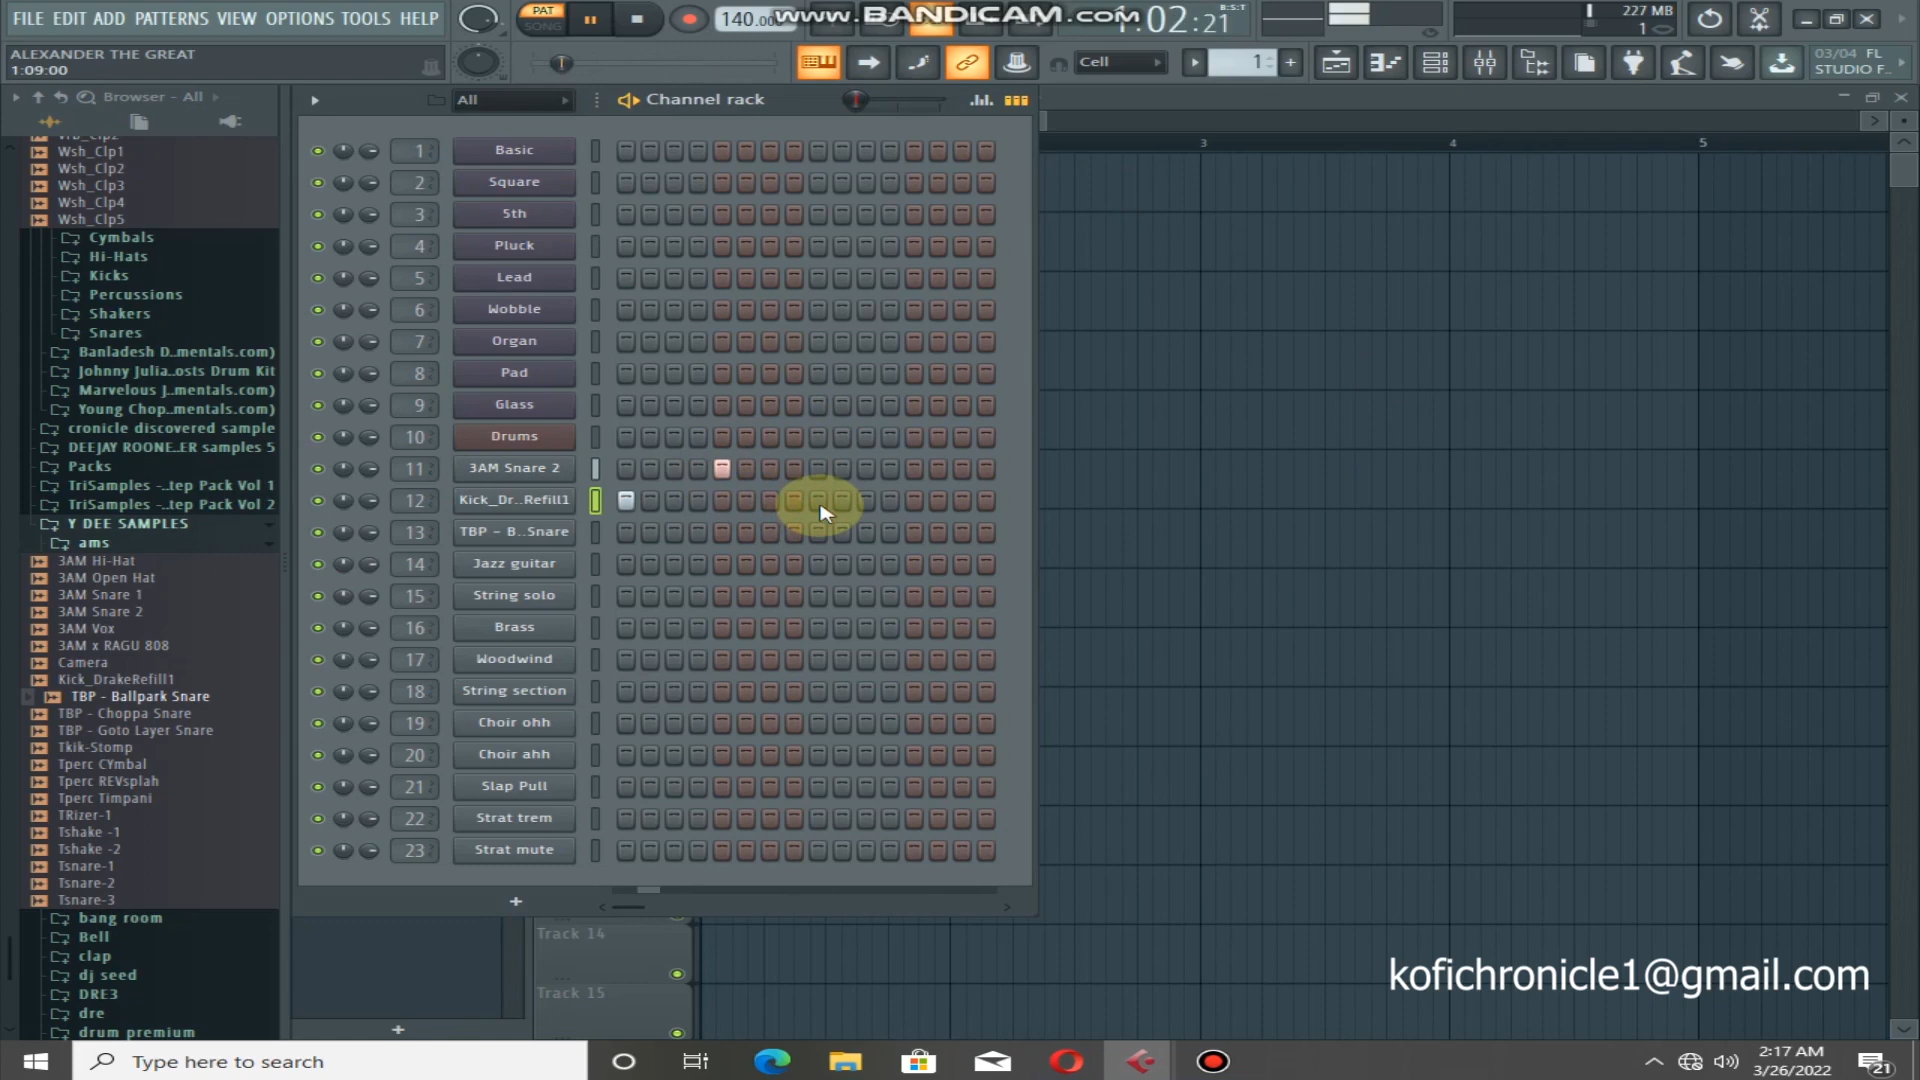 FILE EDIT ADD PATTERNS VIEW OPTIONS TOOLS HELP
PAT
SONG
140.000
www.BANDICAM.com
1:02:21
B:S:T
227 MB
1
ALEXANDER THE GREAT
1:09:00
Cell
1
03/04 FL
STUDIO F..
Browser - All
All
Channel rack
3
4
5
Wsh_Clp1
Wsh_Clp2
Wsh_Clp3
Wsh_Clp4
Wsh_Clp5
Cymbals
Hi-Hats
Kicks
Percussions
Shakers
Snares
Banladesh D..mentals.com)
Johnny Julia..osts Drum Kit
Marvelous J..mentals.com)
Young Chop..mentals.com)
cronicle discovered sample
DEEJAY ROONE..ER samples 5
Packs
TriSamples -..tep Pack Vol 1
TriSamples -..tep Pack Vol 2
Y DEE SAMPLES
ams
3AM Hi-Hat
3AM Open Hat
3AM Snare 1
3AM Snare 2
3AM Vox
3AM x RAGU 808
Camera
Kick_DrakeRefill1
TBP - Ballpark Snare
TBP - Choppa Snare
TBP - Goto Layer Snare
Tkik-Stomp
Tperc CYmbal
Tperc REVsplah
Tperc Timpani
TRizer-1
Tshake -1
Tshake -2
Tsnare-1
Tsnare-2
Tsnare-3
bang room
Bell
clap
dj seed
DRE3
dre
drum premium
1 Basic
2 Square
3 5th
4 Pluck
5 Lead
6 Wobble
7 Organ
8 Pad
9 Glass
10 Drums
11 3AM Snare 2
12 Kick_Dr..Refill1
13 TBP - B..Snare
14 Jazz guitar
15 String solo
16 Brass
17 Woodwind
18 String section
19 Choir ohh
20 Choir ahh
21 Slap Pull
22 Strat trem
23 Strat mute
Track 14
Track 15
kofichronicle1@gmail.com
Type here to search
2:17 AM
3/26/2022
21